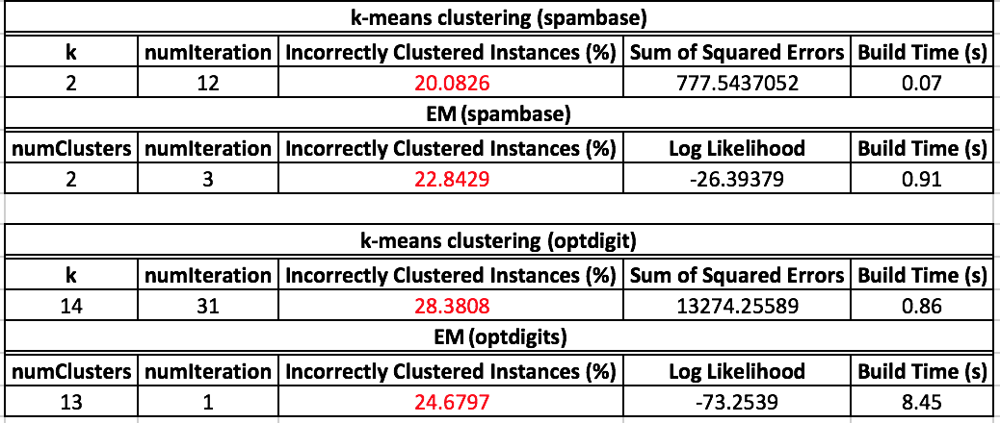 k-means clustering (spambase)
k numIteration Incorrectly Clustered Instances (%) Sum of Squared Errors Build Time (s)
2 12 20.0826 777.5437052 0.07
EM (spambase)
numClusters numIteration Incorrectly Clustered Instances (%) Log Likelihood Build Time (s)
2 3 22.8429 -26.39379 0.91
k-means clustering (optdigit)
k numIteration Incorrectly Clustered Instances (%) Sum of Squared Errors Build Time (s)
14 31 28.3808 13274.25589 0.86
EM (optdigits)
numClusters numIteration Incorrectly Clustered Instances (%) Log Likelihood Build Time (s)
13 1 24.6797 -73.2539 8.45